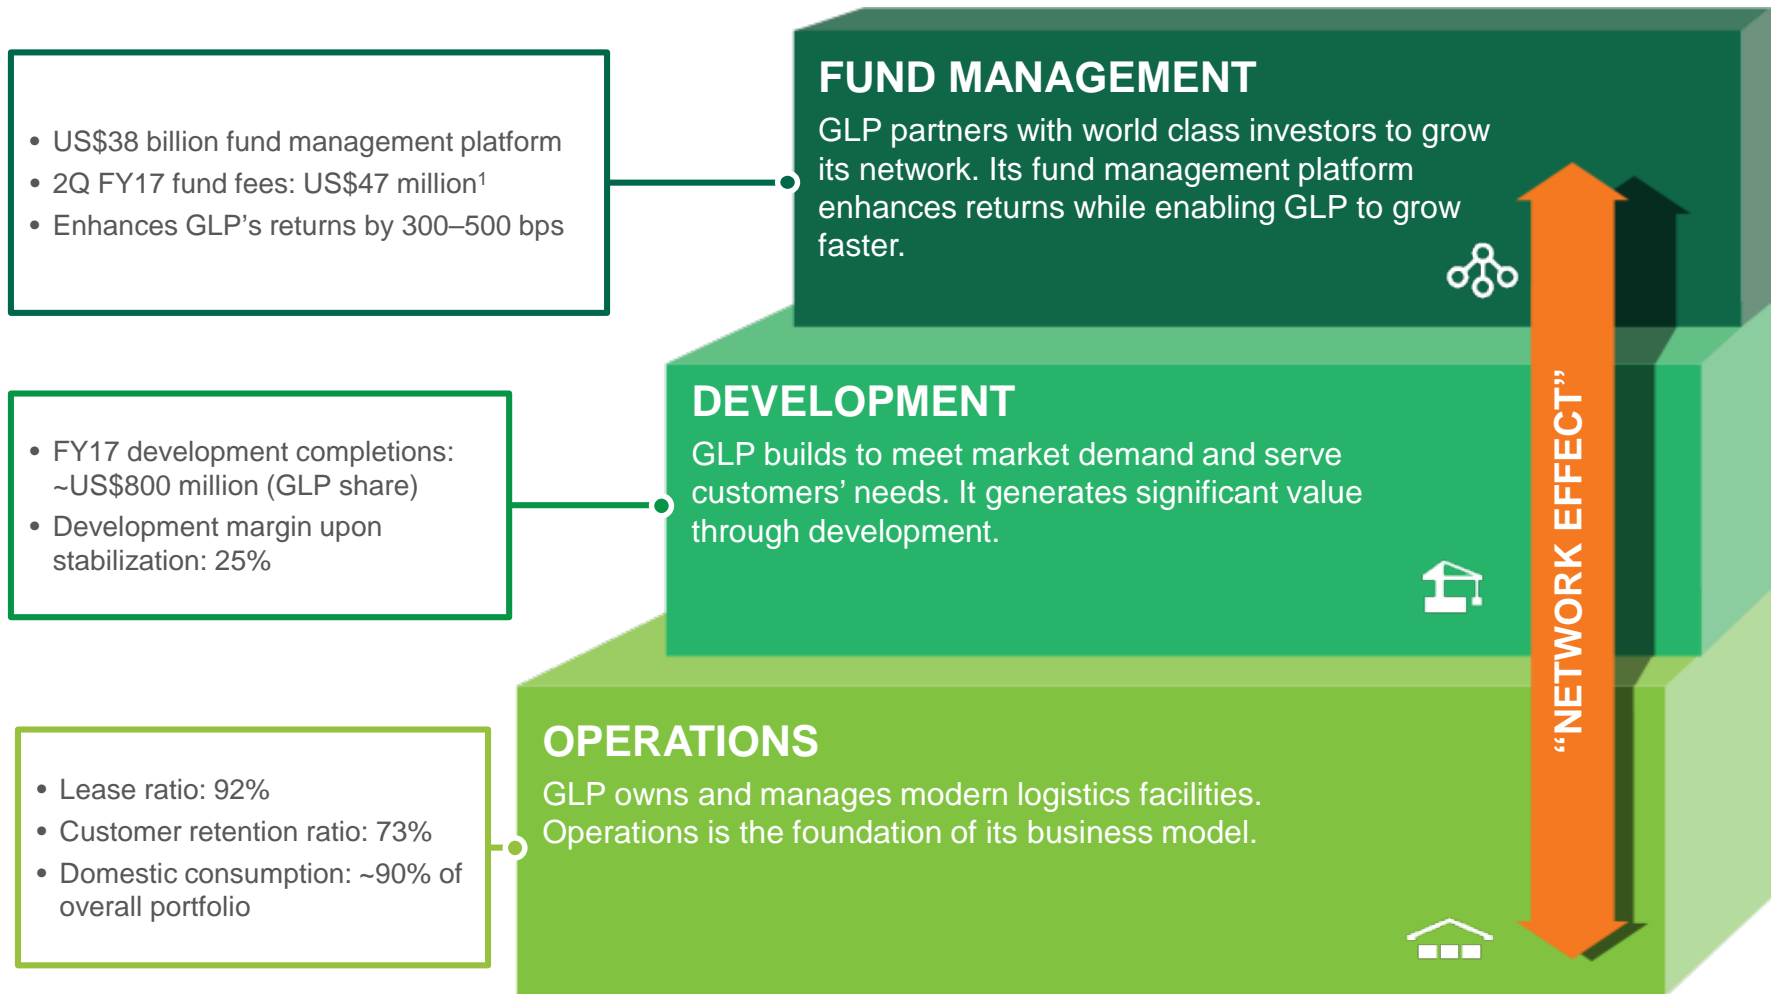 • US$38 billion fund management platform
• 2Q FY17 fund fees: US$47 million¹
• Enhances GLP’s returns by 300–500 bps
FUND MANAGEMENT
GLP partners with world class investors to grow
its network. Its fund management platform
enhances returns while enabling GLP to grow
faster.
• FY17 development completions:
~US$800 million (GLP share)
• Development margin upon
stabilization: 25%
DEVELOPMENT
GLP builds to meet market demand and serve
customers’ needs. It generates significant value
through development.
• Lease ratio: 92%
• Customer retention ratio: 73%
• Domestic consumption: ~90% of
overall portfolio
OPERATIONS
GLP owns and manages modern logistics facilities.
Operations is the foundation of its business model.
“NETWORK EFFECT”